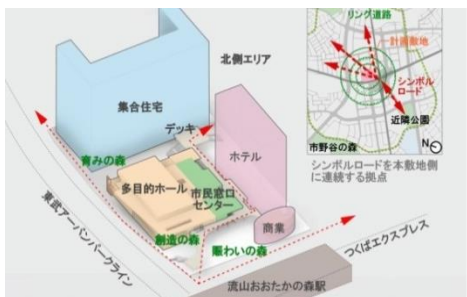 リング道路
計画敷地
シンボル
ロード
近隣公園
市野谷の森
N
シンボルロードを本敷地側
に連続する拠点
北側エリア
集合住宅
デッキ
ホテル
育みの森
多目的ホール
市民窓口
センター
商業
創造の森
賑わいの森
東武アーバンパークライン
つくばエクスプレス
流山おおたかの森駅